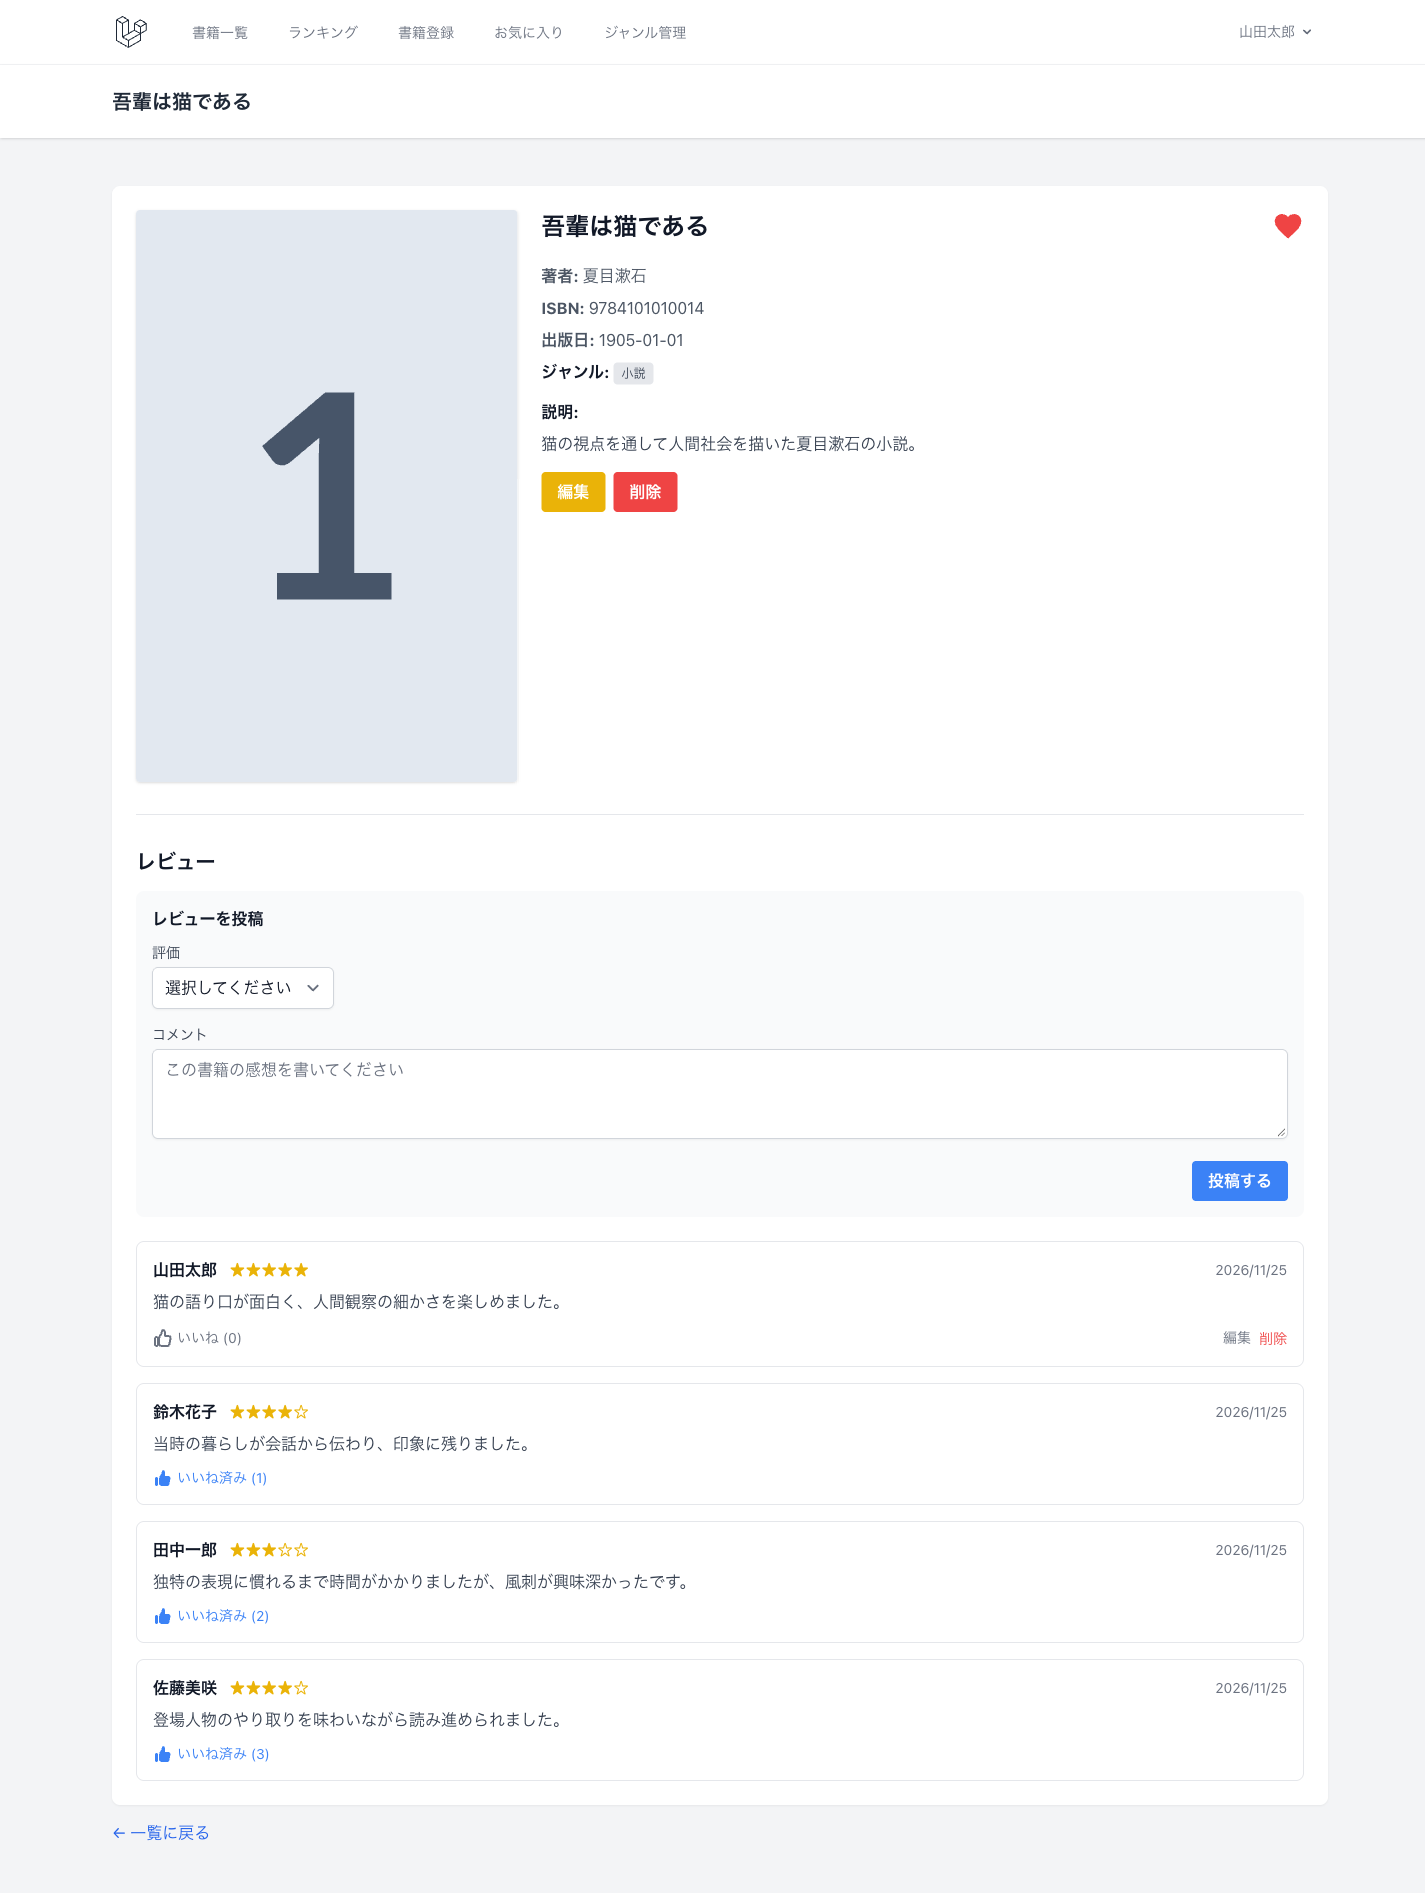 書籍一覧 ランキング 書籍登録 お気に入り ジャンル管理 山田太郎
吾輩は猫である
1
吾輩は猫である
著者: 夏目漱石
ISBN: 9784101010014
出版日: 1905-01-01
ジャンル: 小説
説明:
猫の視点を通して人間社会を描いた夏目漱石の小説。
編集 削除
レビュー
レビューを投稿
評価
選択してください
コメント
この書籍の感想を書いてください
投稿する
山田太郎 ★★★★★ 2026/11/25
猫の語り口が面白く、人間観察の細かさを楽しめました。
いいね (0) 編集 削除
鈴木花子 ★★★★☆ 2026/11/25
当時の暮らしが会話から伝わり、印象に残りました。
いいね済み (1)
田中一郎 ★★★☆☆ 2026/11/25
独特の表現に慣れるまで時間がかかりましたが、風刺が興味深かったです。
いいね済み (2)
佐藤美咲 ★★★★☆ 2026/11/25
登場人物のやり取りを味わいながら読み進められました。
いいね済み (3)
← 一覧に戻る